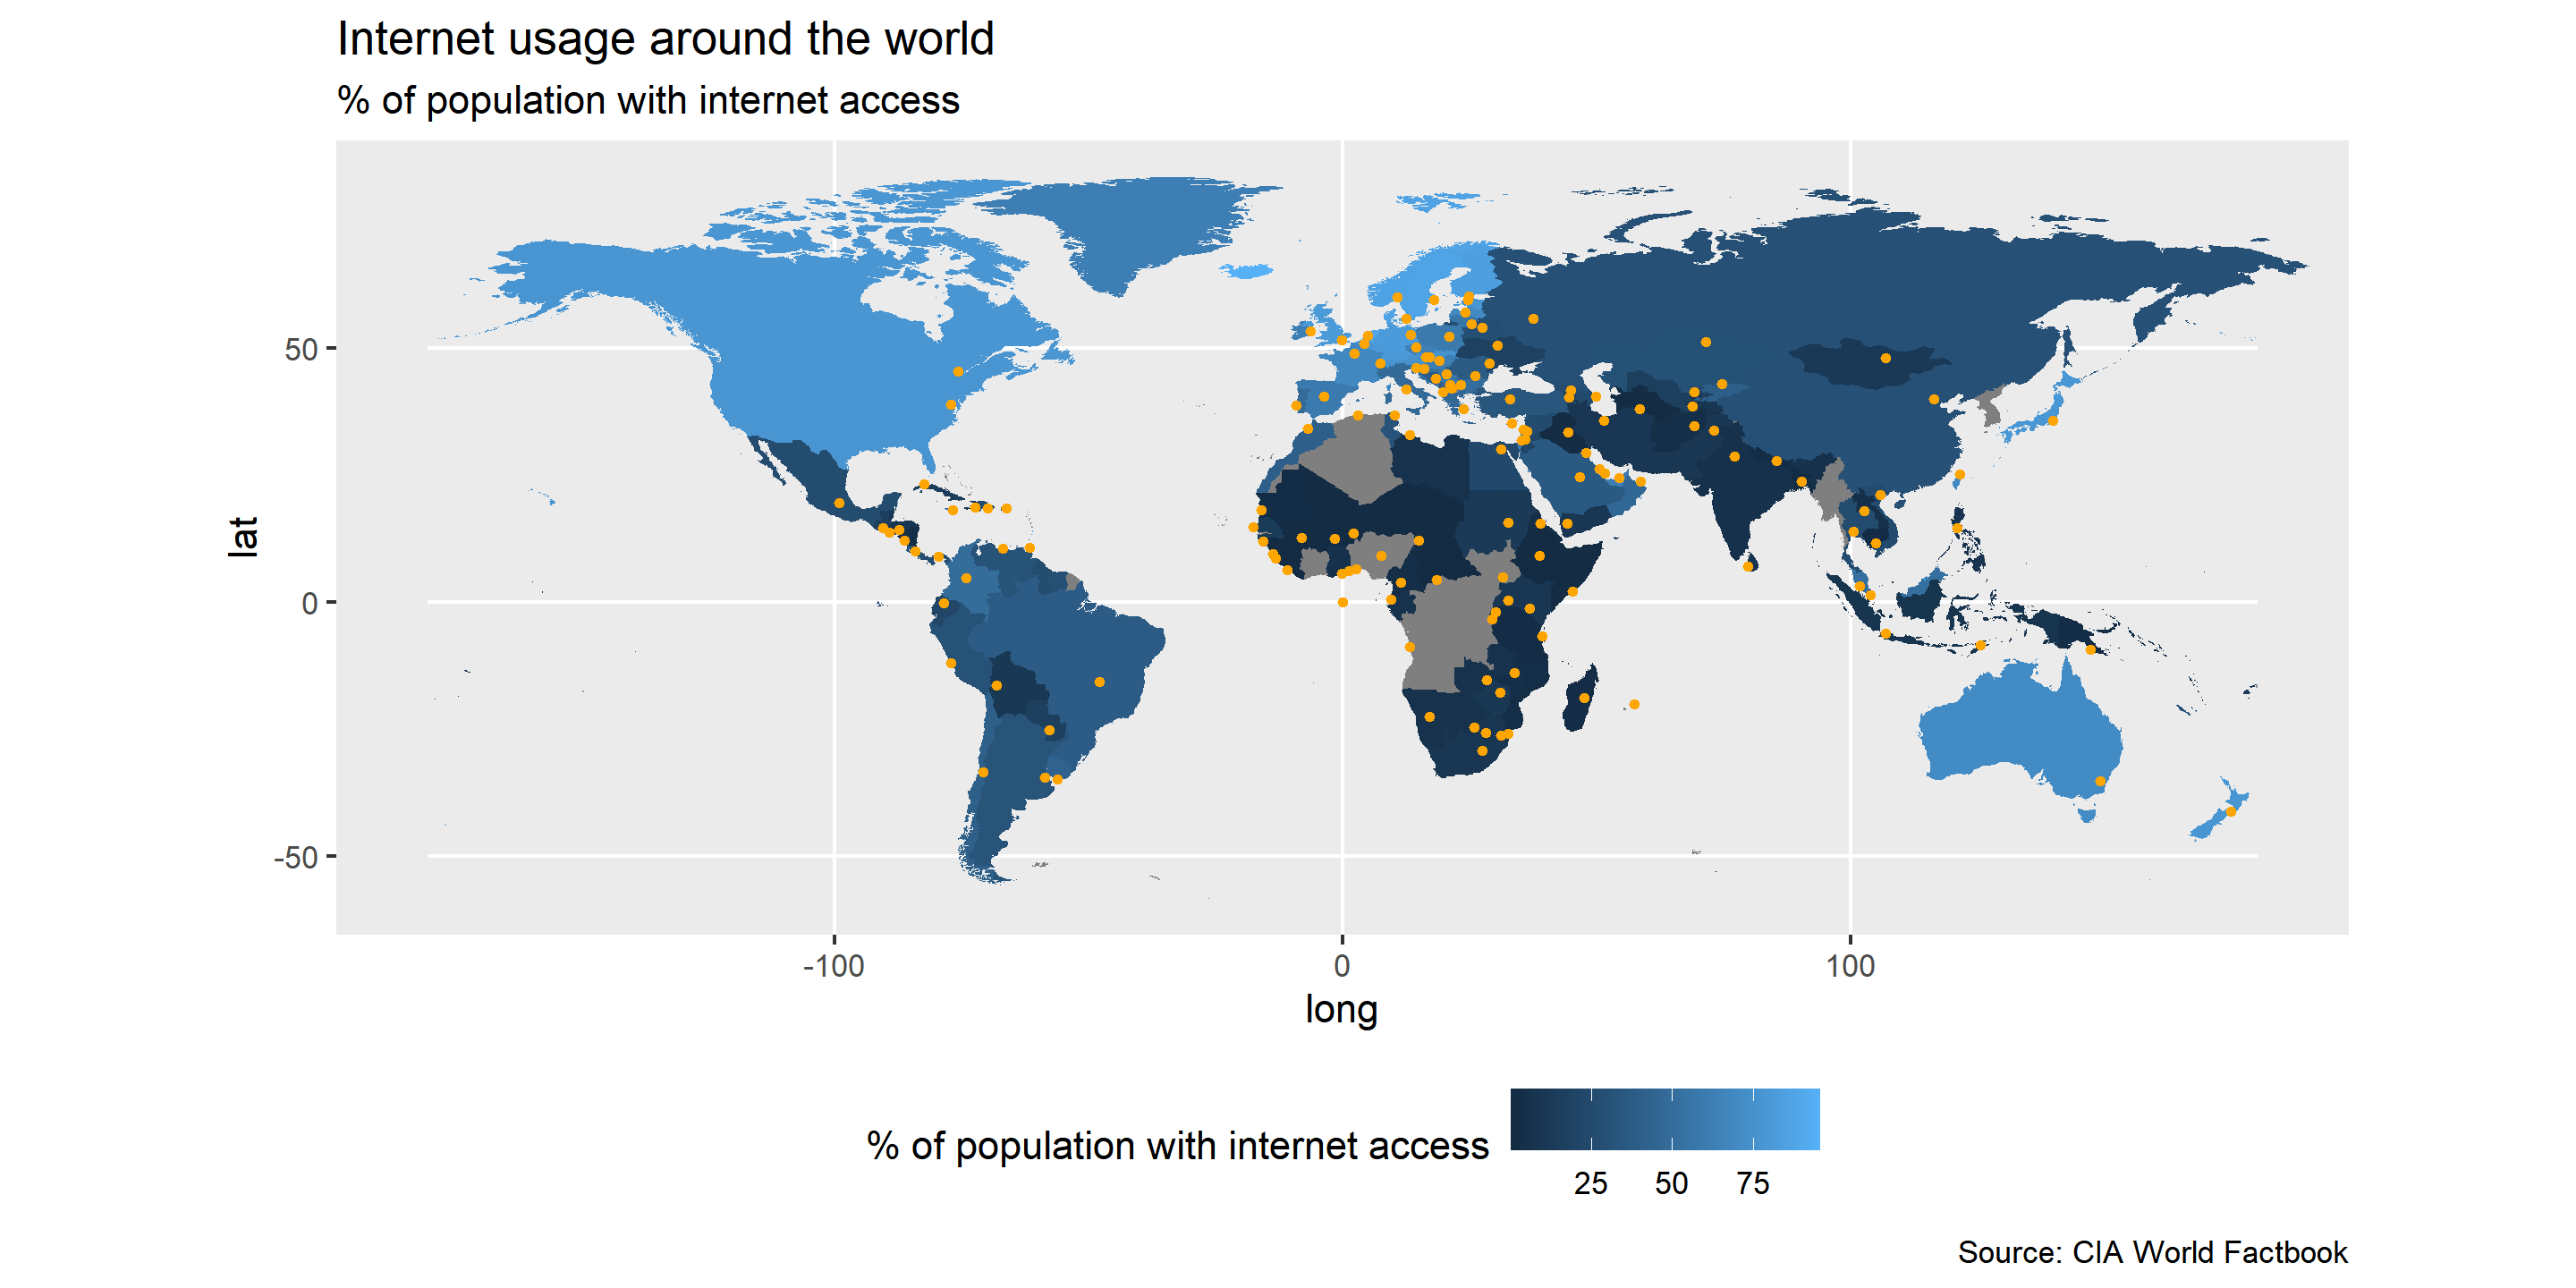 Internet usage around the world
% of population with internet access
50
0
-50
lat
-100 0 100
long
% of population with internet access
25 50 75
Source: CIA World Factbook